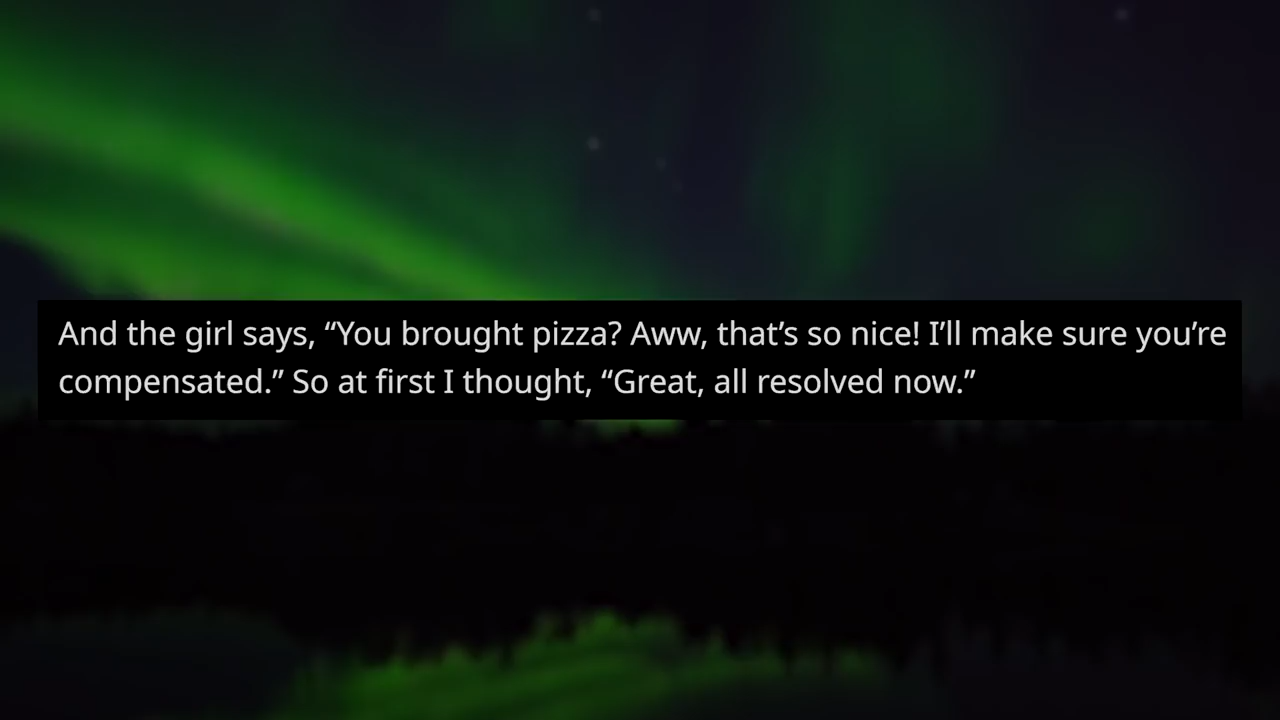 And the girl says, “You brought pizza? Aww, that’s so nice! I’ll make sure you’re
compensated.” So at first I thought, “Great, all resolved now.”